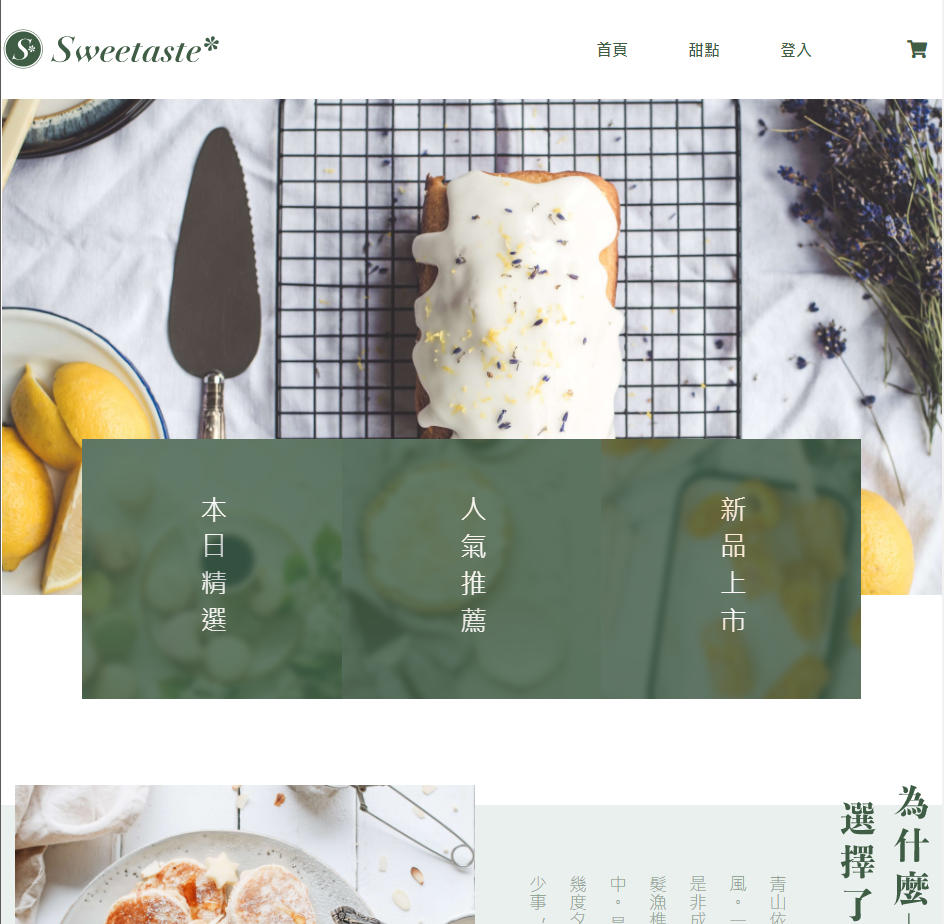 S*
Sweetaste*
首頁
甜點
登入
本日精選
人氣推薦
新品上市
為什麼
選擇了
青山依
風。一
是非成
髮漁樵
中。是
幾度夕
少事，